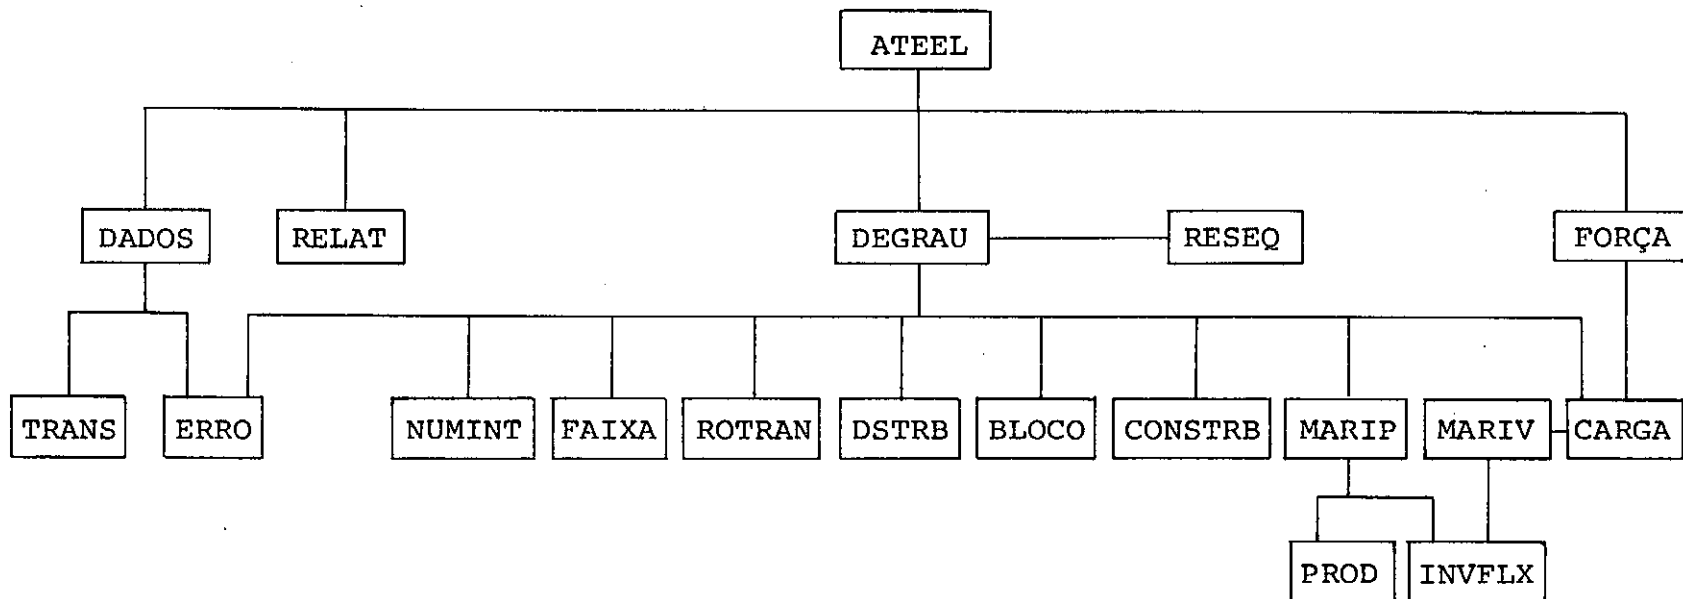 ATEEL
DADOS
RELAT
DEGRAU
RESEQ
FORÇA
TRANS
ERRO
NUMINT
FAIXA
ROTRAN
DSTRB
BLOCO
CONSTRB
MARIP
MARIV
CARGA
PROD
INVFLX